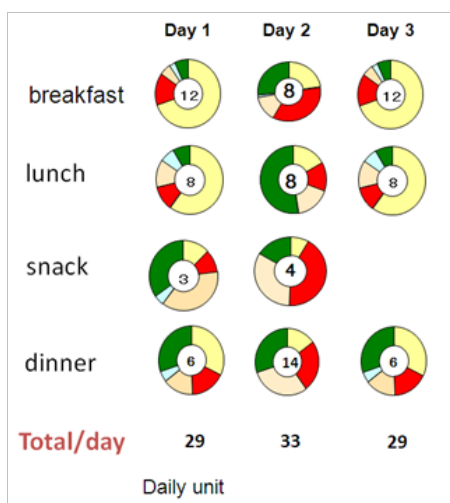 Day 1 Day 2 Day 3
breakfast 12 8 12
lunch 8 8 8
snack 3 4
dinner 6 14 6
Total/day 29 33 29
Daily unit